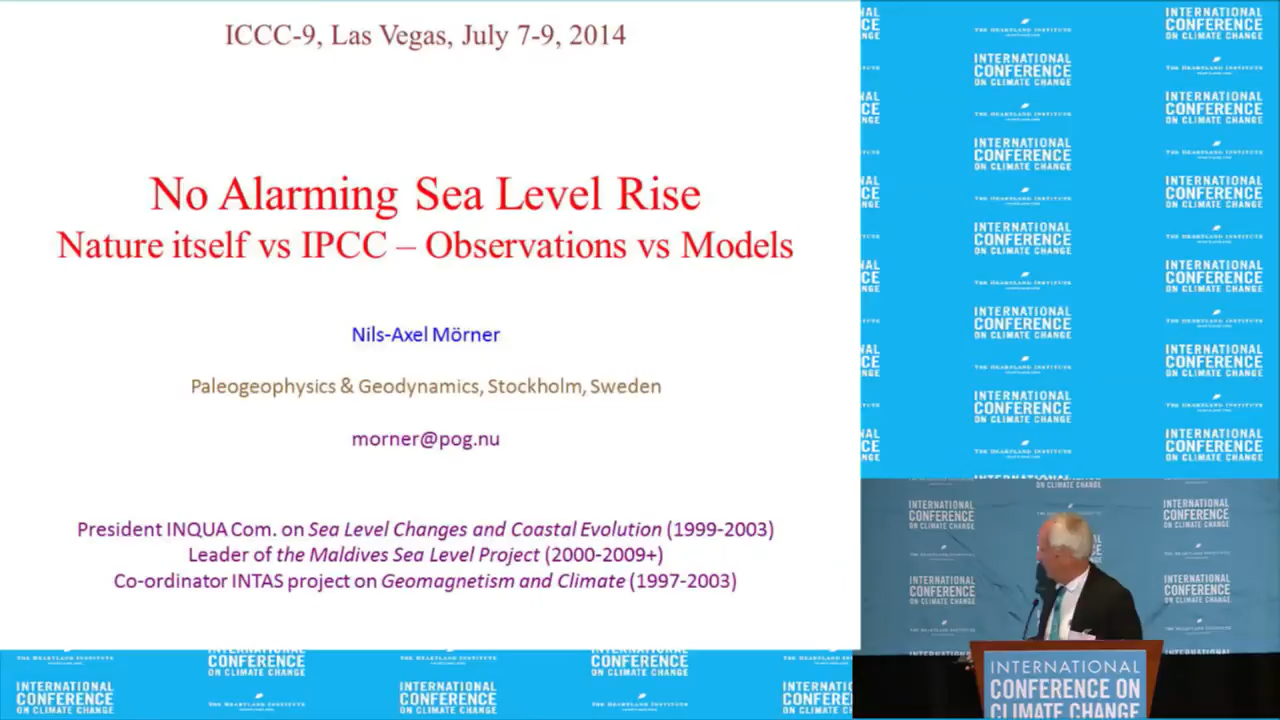 ICCC-9, Las Vegas, July 7-9, 2014
No Alarming Sea Level Rise
Nature itself vs IPCC – Observations vs Models
Nils-Axel Mörner
Paleogeophysics & Geodynamics, Stockholm, Sweden
morner@pog.nu
President INQUA Com. on Sea Level Changes and Coastal Evolution (1999-2003)
Leader of the Maldives Sea Level Project (2000-2009+)
Co-ordinator INTAS project on Geomagnetism and Climate (1997-2003)
INTERNATIONAL
CONFERENCE
ON CLIMATE CHANGE
THE HEARTLAND INSTITUTE
INTERNATIONAL
CONFERENCE ON
CLIMATE CHANGE